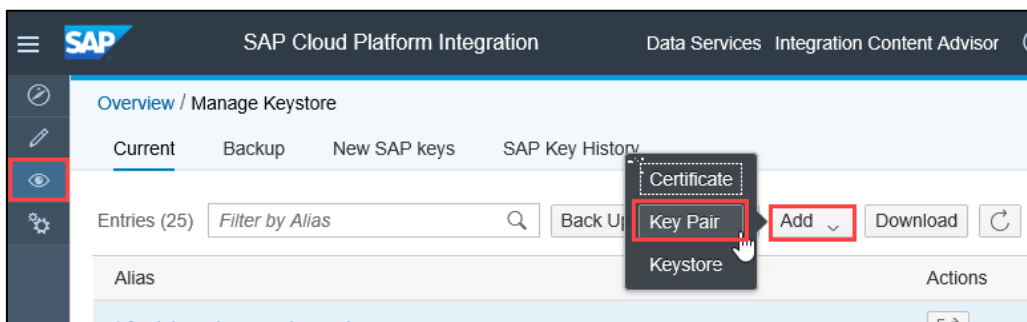 SAP SAP Cloud Platform Integration Data Services Integration Content Advisor
Overview / Manage Keystore
Current Backup New SAP keys SAP Key History
Certificate
Entries (25) Filter by Alias Back Up Key Pair Add Download
Keystore
Alias Actions